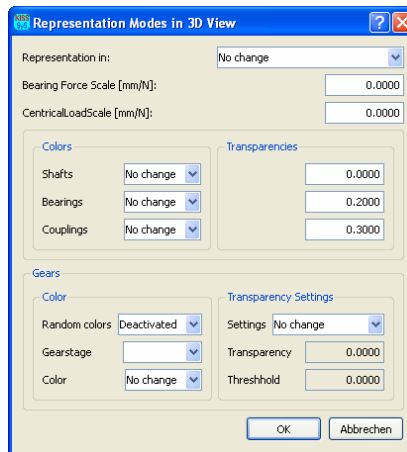 Representation Modes in 3D View
Representation in: No change
Bearing Force Scale [mm/N]: 0.0000
CentricalLoadScale [mm/N]: 0.0000
Colors Transparencies
Shafts No change 0.0000
Bearings No change 0.2000
Couplings No change 0.3000
Gears
Color Transparency Settings
Random colors Deactivated Settings No change
Gearstage Transparency 0.0000
Color No change Threshhold 0.0000
OK Abbrechen